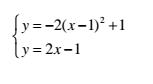 y = −2(x−1)² + 1
y = 2x − 1